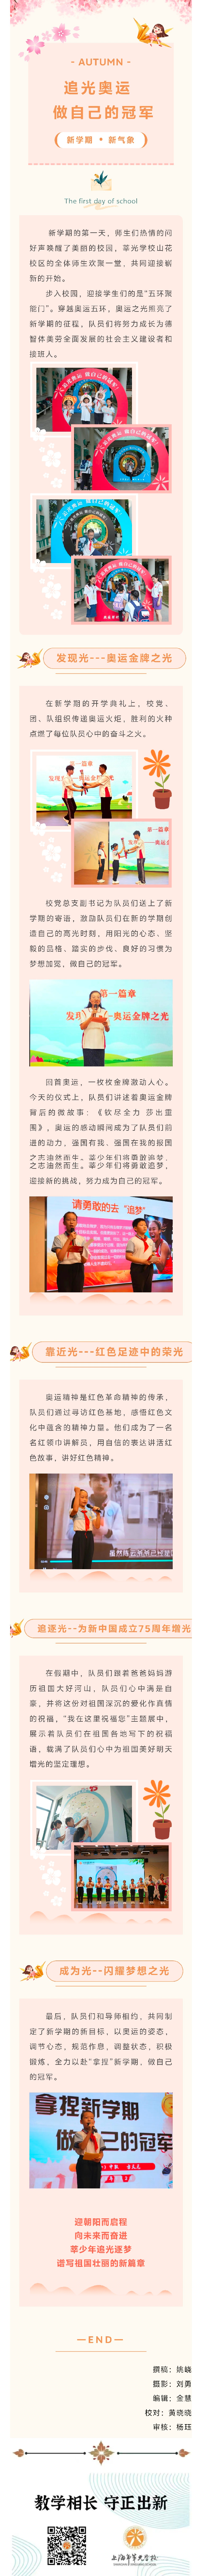 - AUTUMN -
追光奥运
做自己的冠军
新学期 * 新气象
The first day of school
新学期的第一天，师生们热情的问
好声唤醒了美丽的校园，莘光学校山花
校区的全体师生欢聚一堂，共同迎接崭
新的开始。
步入校园，迎接学生们的是“五环聚
能门”。穿越奥运五环，奥运之光照亮了
新学期的征程，队员们将努力成长为德
智体美劳全面发展的社会主义建设者和
接班人。
发现光---奥运金牌之光
在新学期的开学典礼上，校党、
团、队组织传递奥运火炬，胜利的火种
点燃了每位队员心中的奋斗之火。
第一篇章
第一篇章
校党总支副书记为队员们送上了新
学期的寄语，激励队员们在新的学期创
造自己的高光时刻，用阳光的心态、坚
毅的品格、踏实的步伐、良好的习惯为
梦想加冕，做自己的冠军。
第一篇章
发现---奥运金牌之光
回首奥运，一枚枚金牌激动人心。
今天的仪式上，队员们讲述着奥运金牌
背后的微故事：《钦尽全力 莎出重
围》，奥运的感动瞬间成为了队员们前
进的动力，强国有我、强国在我的报国
之志油然而生。莘少年们将勇敢追梦，
迎接新的挑战，努力成为自己的冠军。
请勇敢的去“追梦”
靠近光---红色足迹中的荣光
奥运精神是红色革命精神的传承，
队员们通过寻访红色基地，感悟红色文
化中蕴含的精神力量。他们成为了一名
名红领巾讲解员，用自信的表达讲活红
色故事，讲好红色精神。
追逐光--为新中国成立75周年增光
在假期中，队员们跟着爸爸妈妈游
历祖国大好河山，队员们心中满是自
豪，并将这份对祖国深沉的爱化作真情
的祝福，“我在这里祝福您”主题展中，
展示着队员们在祖国各地写下的祝福
语，载满了队员们心中为祖国美好明天
增光的坚定理想。
成为光--闪耀梦想之光
最后，队员们和导师相约，共同制
定了新学期的新目标，以奥运的姿态，
调节心态，规范作息，调整状态，积极
锻炼，全力以赴“拿捏”新学期，做自己
的冠军。
拿捏新学期
做自己的冠军
迎朝阳而启程
向未来而奋进
莘少年追光逐梦
谱写祖国壮丽的新篇章
—END—
撰稿：姚晓
摄影：刘勇
编辑：金慧
校对：黄晓晓
审核：杨珏
教学相长 守正出新
上海市莘光学校